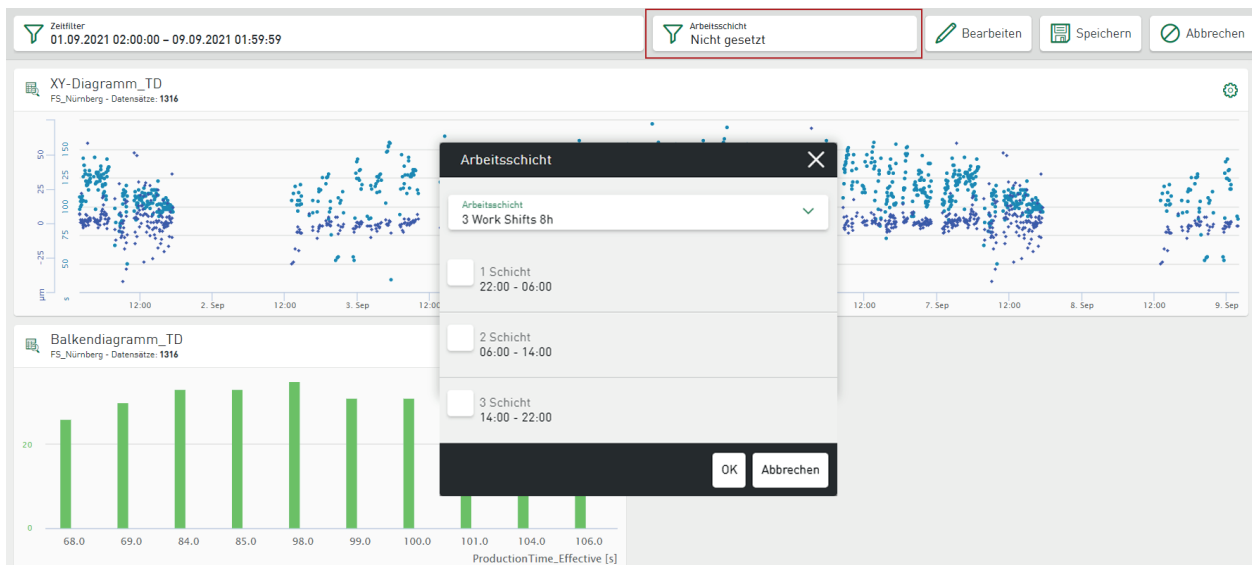 Zeitfilter
01.09.2021 02:00:00 – 09.09.2021 01:59:59
Arbeitsschicht
Nicht gesetzt
Bearbeiten
Speichern
Abbrechen
XY-Diagramm_TD
FS_Nürnberg - Datensätze: 1316
50
25
0
-25
µm
150
125
100
75
50
s
12:00
2. Sep
12:00
3. Sep
12:00
12:00
7. Sep
12:00
8. Sep
12:00
9. Sep
Arbeitsschicht
Arbeitsschicht
3 Work Shifts 8h
1 Schicht
22:00 - 06:00
2 Schicht
06:00 - 14:00
3 Schicht
14:00 - 22:00
OK
Abbrechen
Balkendiagramm_TD
FS_Nürnberg - Datensätze: 1316
20
0
68.0
69.0
84.0
85.0
98.0
99.0
100.0
101.0
104.0
106.0
ProductionTime_Effective [s]